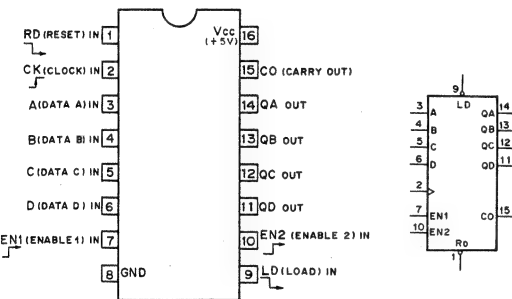 RD (RESET) IN 1
CK (CLOCK) IN 2
A (DATA A) IN 3
B (DATA B) IN 4
C (DATA C) IN 5
D (DATA D) IN 6
EN1 (ENABLE 1) IN 7
8 GND
Vcc 16
(+5V)
15 CO (CARRY OUT)
14 QA OUT
13 QB OUT
12 QC OUT
11 QD OUT
10 EN2 (ENABLE 2) IN
9 LD (LOAD) IN
9
LD
3 A QA 14
4 B QB 13
5 C QC 12
6 D QD 11
2
7 EN1 CO 15
10 EN2
RD
1